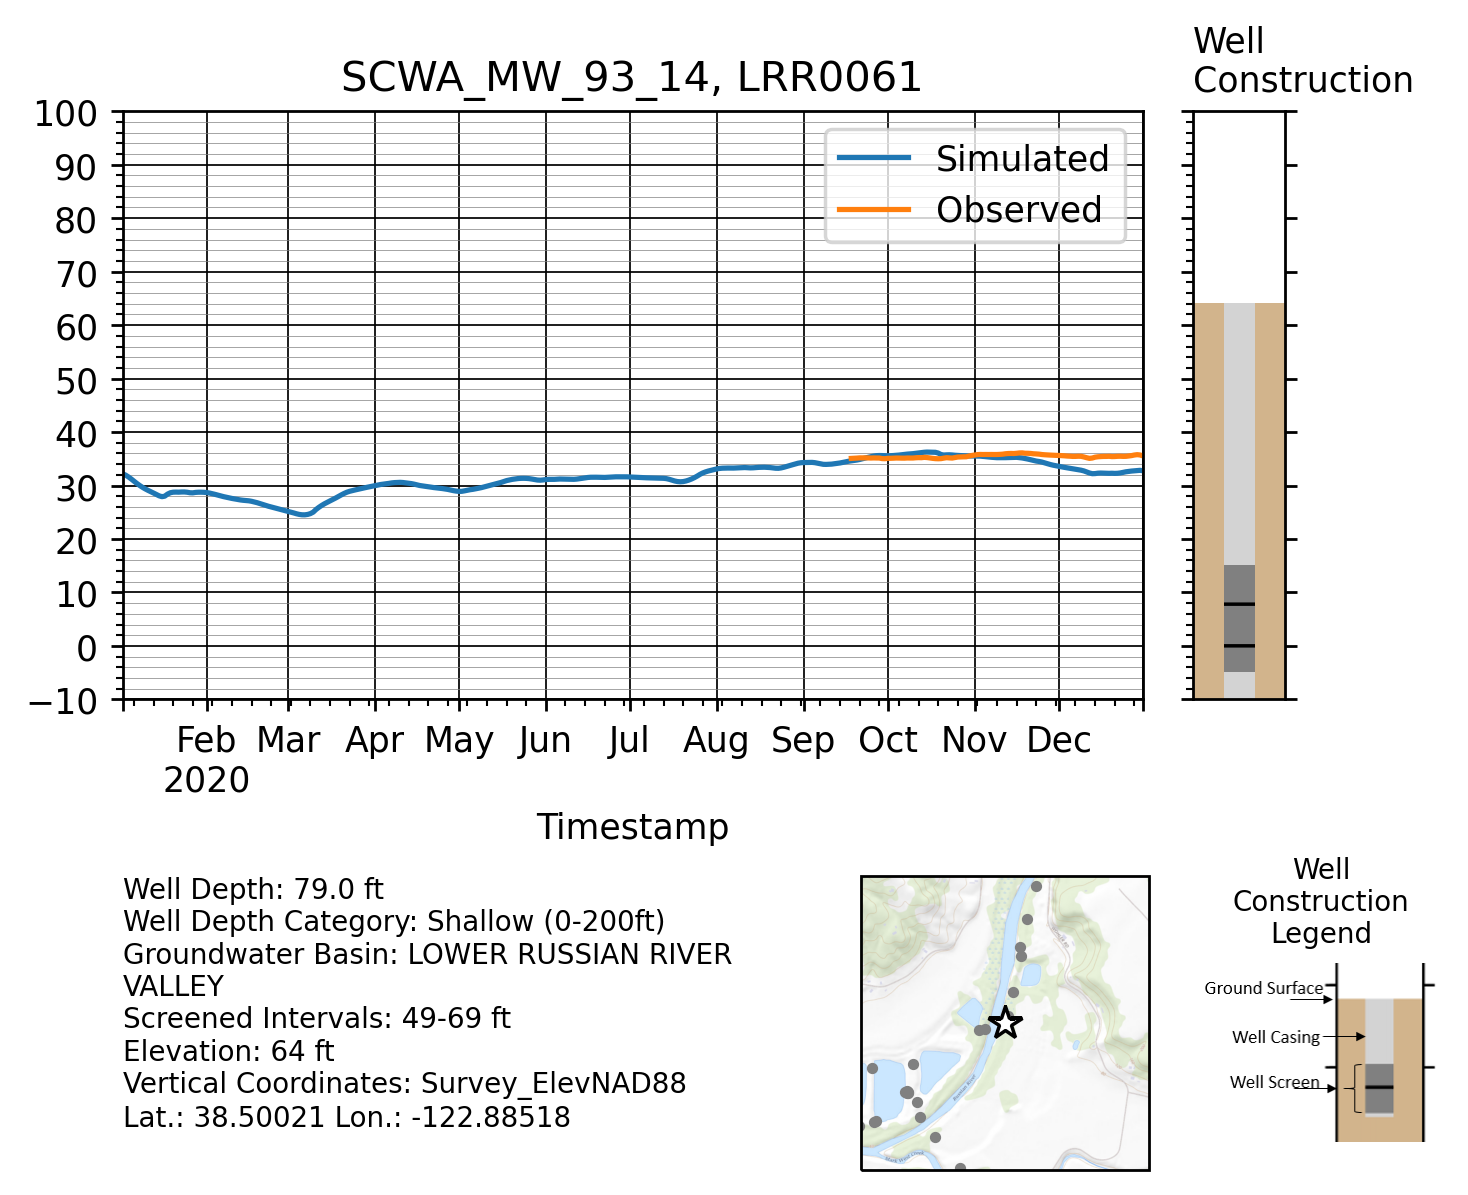 Well
Construction
SCWA_MW_93_14, LRR0061
100
90
80
70
60
50
40
30
20
10
0
−10
Simulated
Observed
Feb Mar Apr May Jun Jul Aug Sep Oct Nov Dec
2020
Timestamp
Well Depth: 79.0 ft
Well Depth Category: Shallow (0-200ft)
Groundwater Basin: LOWER RUSSIAN RIVER
VALLEY
Screened Intervals: 49-69 ft
Elevation: 64 ft
Vertical Coordinates: Survey_ElevNAD88
Lat.: 38.50021 Lon.: -122.88518
Well
Construction
Legend
Ground Surface
Well Casing
Well Screen